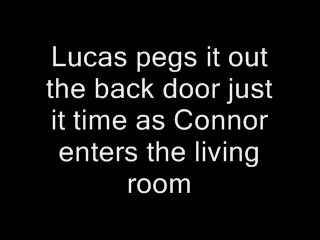 Lucas pegs it out
the back door just
it time as Connor
enters the living
room